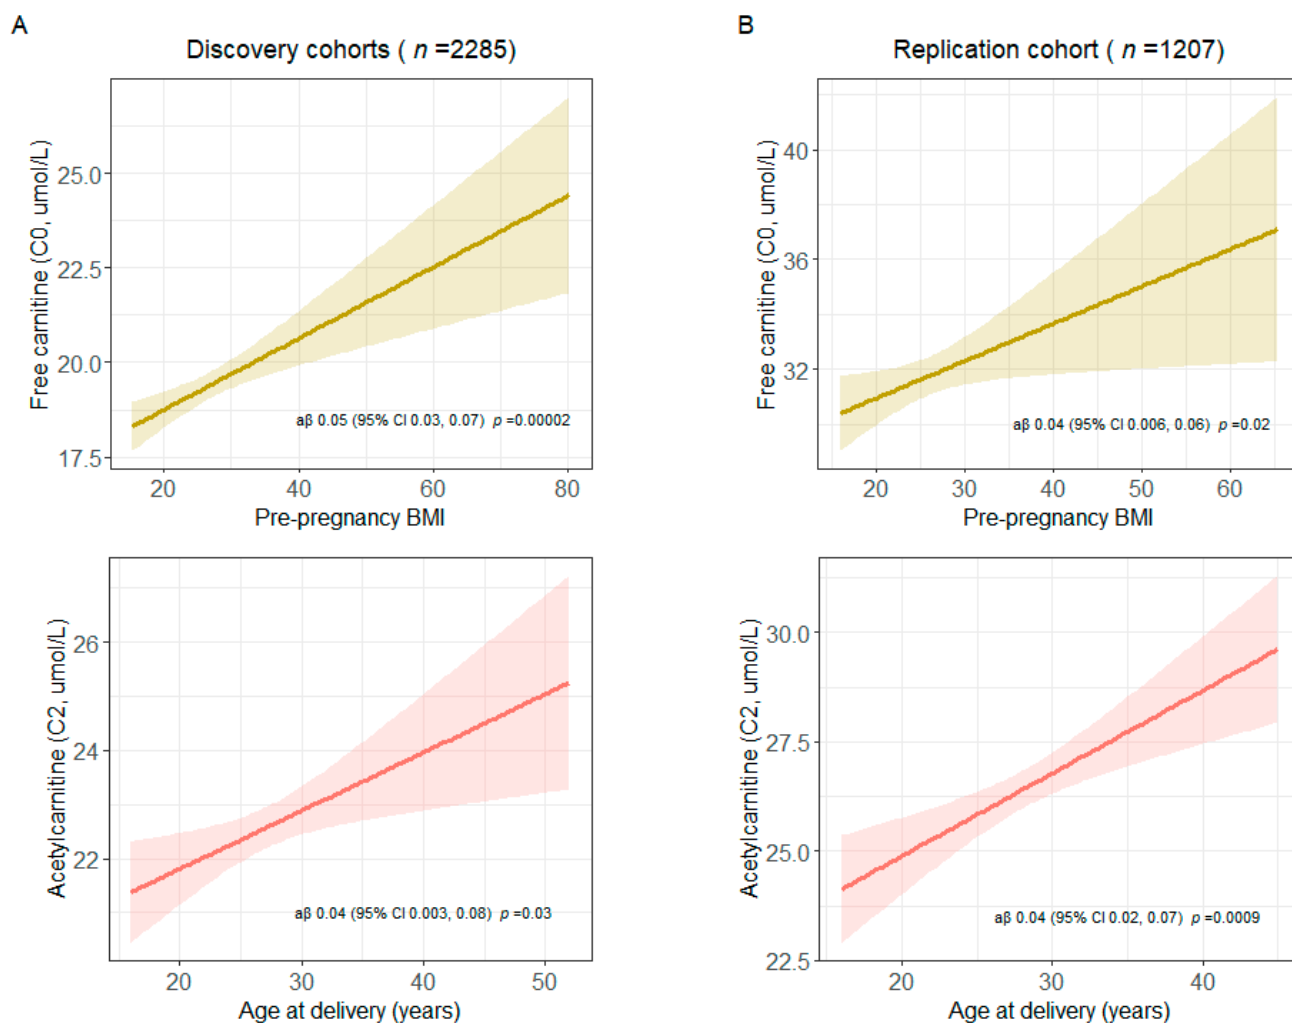 A
Discovery cohorts ( n =2285)
Free carnitine (C0, umol/L)
25.0
22.5
20.0
17.5
aβ 0.05 (95% CI 0.03, 0.07) p =0.00002
20 40 60 80
Pre-pregnancy BMI
B
Replication cohort ( n =1207)
Free carnitine (C0, umol/L)
40
36
32
aβ 0.04 (95% CI 0.006, 0.06) p =0.02
20 30 40 50 60
Pre-pregnancy BMI
Acetylcarnitine (C2, umol/L)
26
24
22
aβ 0.04 (95% CI 0.003, 0.08) p =0.03
20 30 40 50
Age at delivery (years)
Acetylcarnitine (C2, umol/L)
30.0
27.5
25.0
22.5
aβ 0.04 (95% CI 0.02, 0.07) p =0.0009
20 30 40
Age at delivery (years)